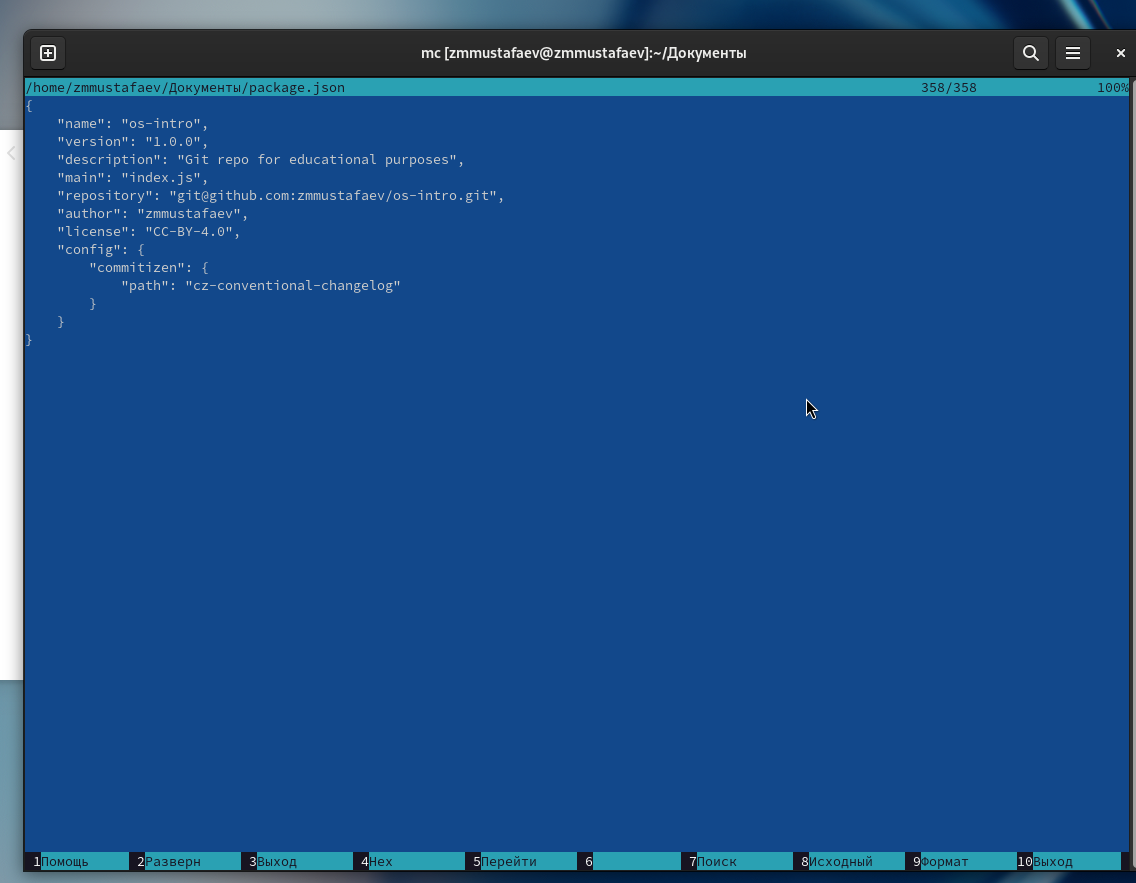 mc [zmmustafaev@zmmustafaev]:~/Документы
/home/zmmustafaev/Документы/package.json 358/358 100%
{
    "name": "os-intro",
    "version": "1.0.0",
    "description": "Git repo for educational purposes",
    "main": "index.js",
    "repository": "git@github.com:zmmustafaev/os-intro.git",
    "author": "zmmustafaev",
    "license": "CC-BY-4.0",
    "config": {
        "commitizen": {
            "path": "cz-conventional-changelog"
        }
    }
}
1Помощь 2Разверн 3Выход 4Hex 5Перейти 6 7Поиск 8Исходный 9Формат 10Выход